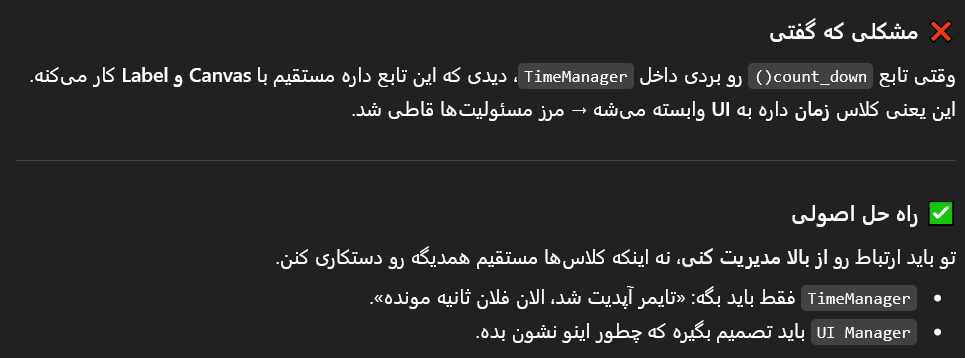 ❌ مشکلی که گفتی
وقتی تابع count_down() رو بردی داخل TimeManager، دیدی که این تابع داره مستقیم با Canvas و Label کار می‌کنه.
این یعنی کلاس زمان داره به UI وابسته می‌شه → مرز مسئولیت‌ها قاطی شد.
✅ راه حل اصولی
تو باید ارتباط رو از بالا مدیریت کنی، نه اینکه کلاس‌ها مستقیم همدیگه رو دستکاری کنن.
• TimeManager فقط باید بگه: «تایمر آپدیت شد، الان فلان ثانیه مونده».
• UI Manager باید تصمیم بگیره که چطور اینو نشون بده.